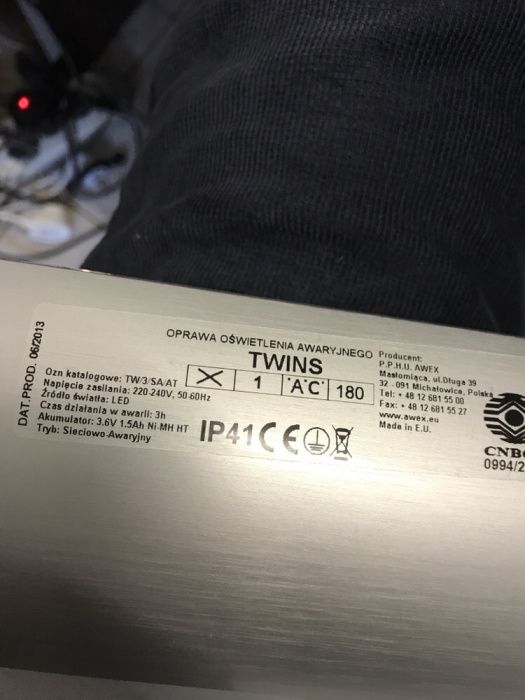 DAT.PROD. 06/2013
OPRAWA OŚWIETLENIA AWARYJNEGO
TWINS
Ozn katalogowe: TW/3/SA/AT
Napięcie zasilania: 220-240V, 50-60Hz
Źródło światła: LED
Czas działania w awarii: 3h
Akumulator: 3.6V 1.5Ah Ni-MH HT
Tryb: Sieciowo-Awaryjny
X 1 *A*C* 180
IP41 CE
Producent:
P.P.H.U. AWEX
Masłomiąca, ul.Długa 39
32 - 091 Michałowice, Polska
Tel: + 48 12 681 55 00
Fax: + 48 12 681 55 27
www.awex.eu
Made in E.U.
CNB
0994/2